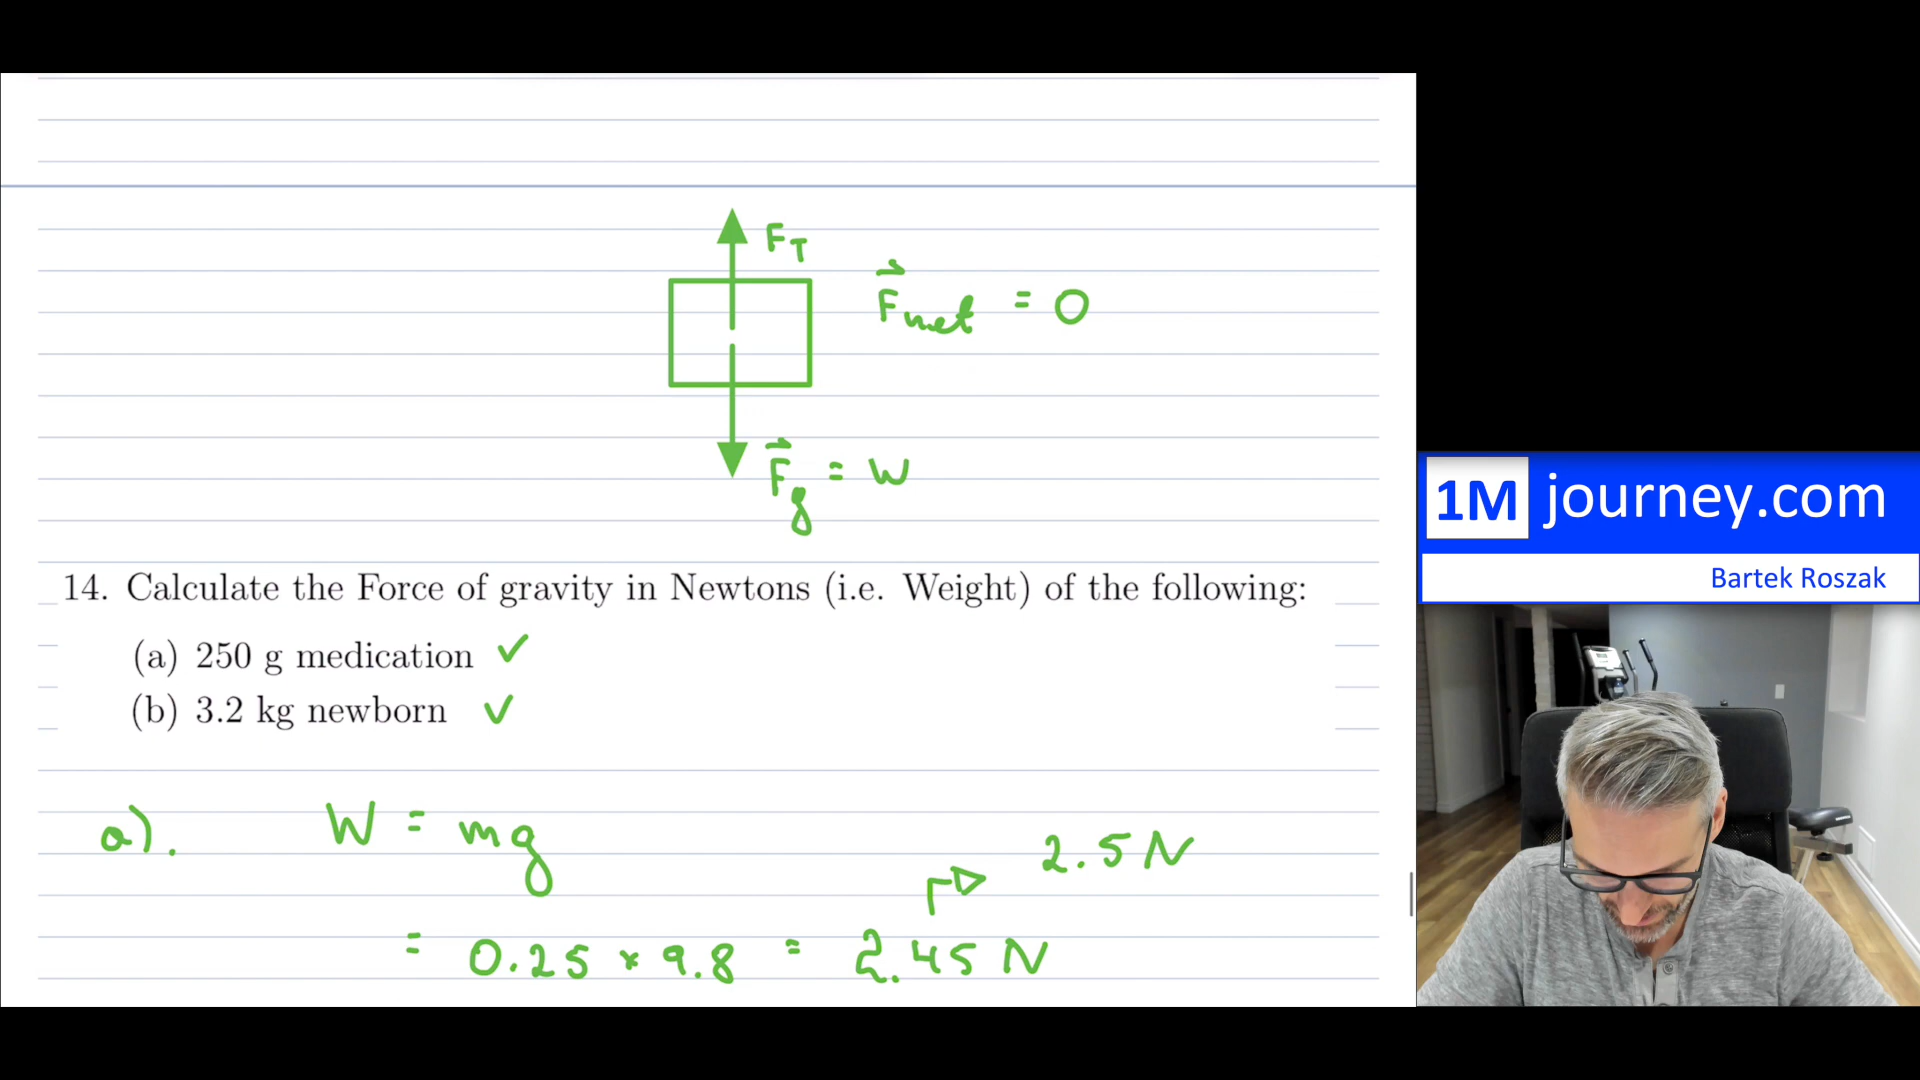 F_T
F⃗_net = 0
F⃗_g = W
14. Calculate the Force of gravity in Newtons (i.e. Weight) of the following:
(a) 250 g medication ✓
(b) 3.2 kg newborn ✓
a). W = mg
2.5 N
= 0.25 × 9.8 = 2.45 N
1M journey.com
Bartek Roszak